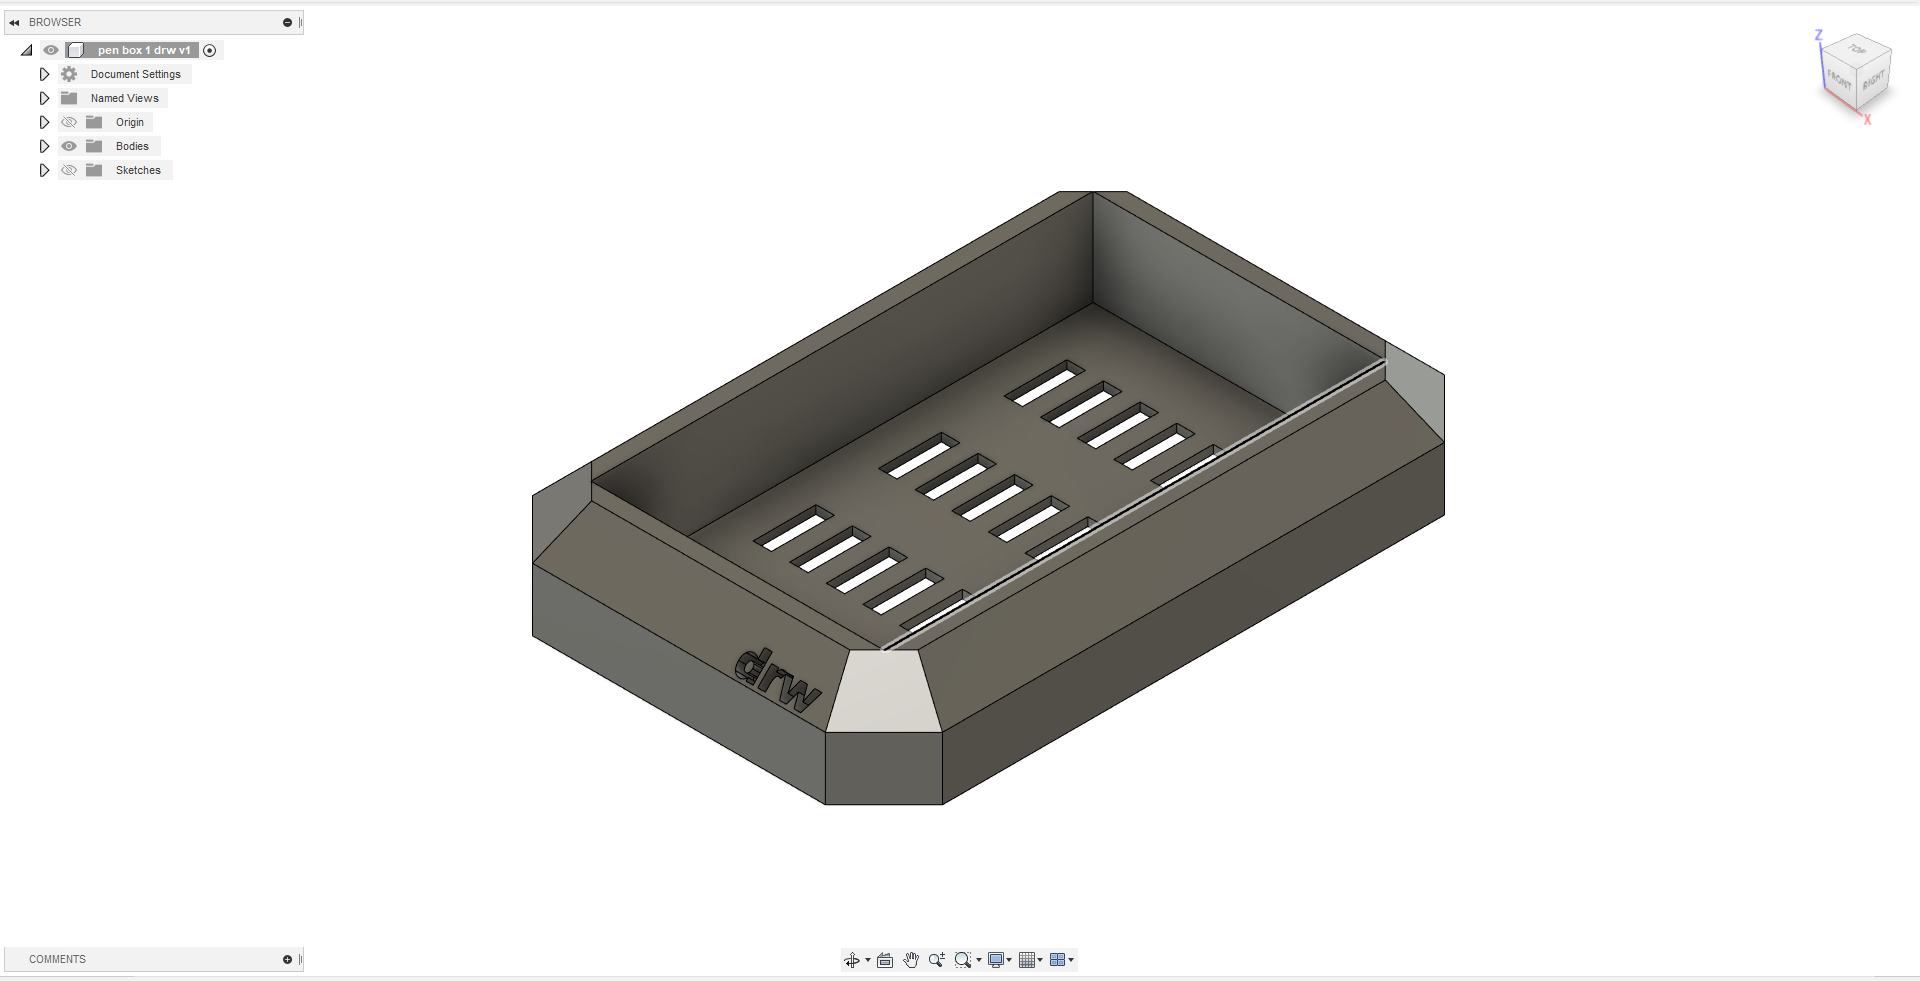 BROWSER
pen box 1 drw v1
Document Settings
Named Views
Origin
Bodies
Sketches
Z
TOP
FRONT
RIGHT
X
drw
COMMENTS